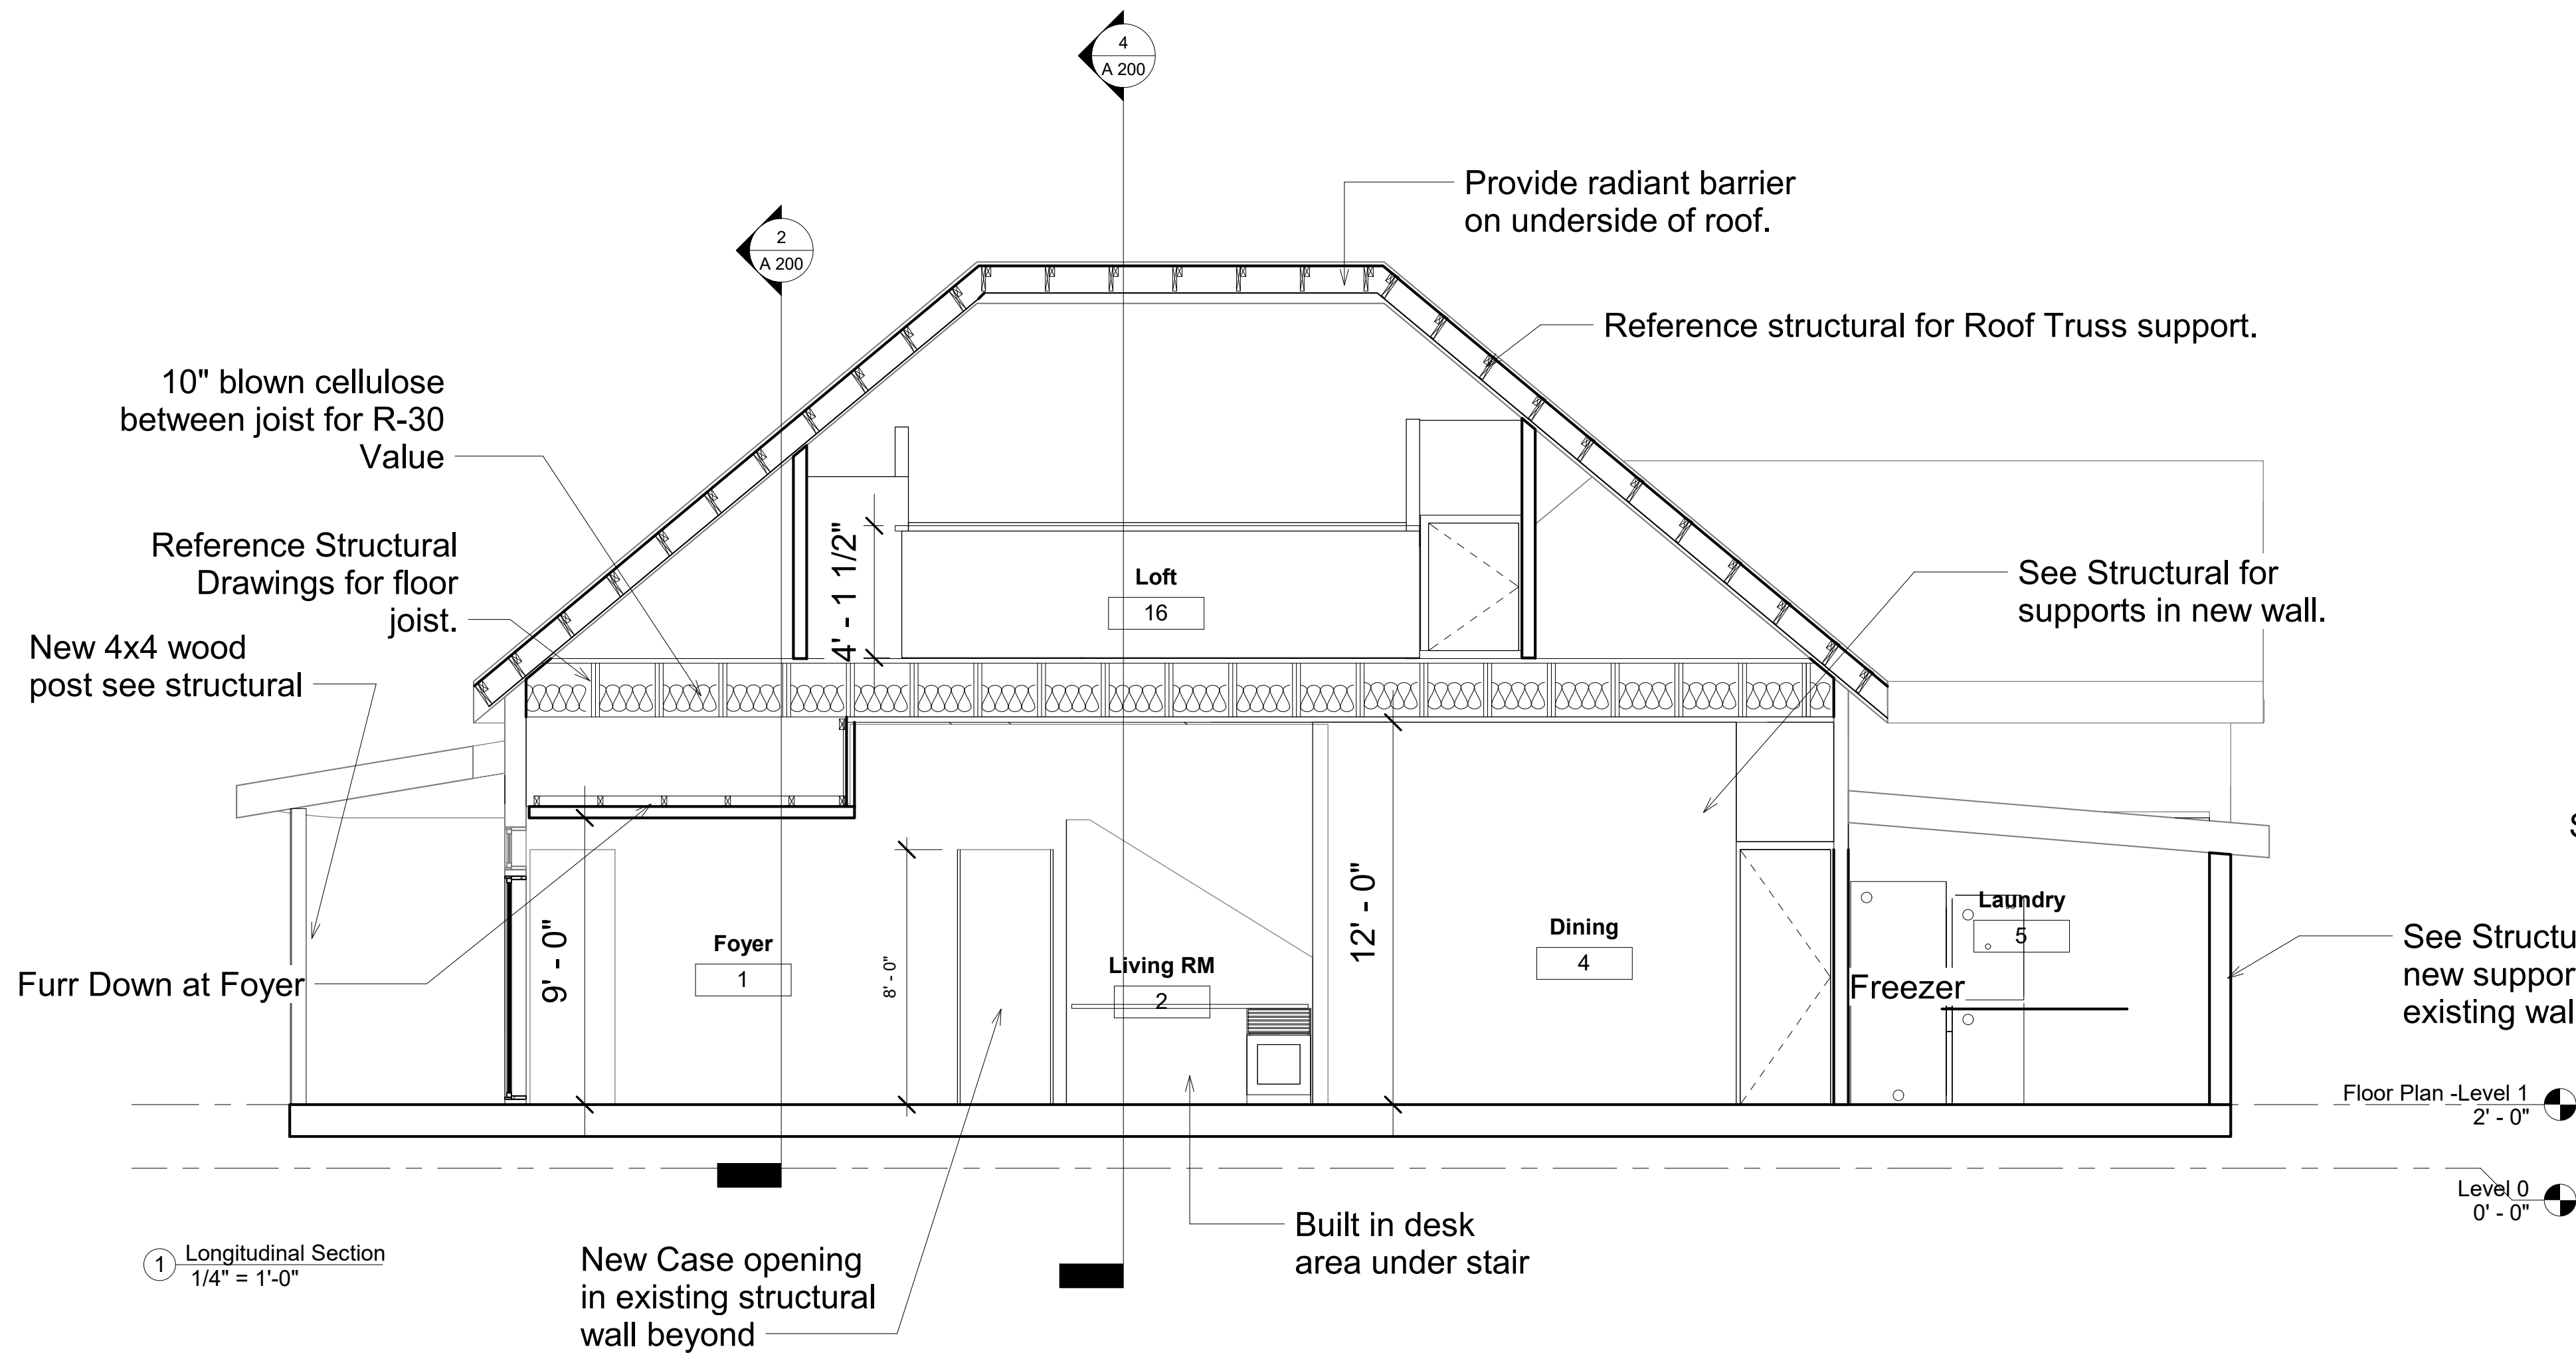 4
A 200
2
A 200
Provide radiant barrier
on underside of roof.
Reference structural for Roof Truss support.
10" blown cellulose
between joist for R-30
Value
Reference Structural
Drawings for floor
joist.
New 4x4 wood
post see structural
4' - 1 1/2"
Loft
16
See Structural for
supports in new wall.
Furr Down at Foyer
9' - 0"
Foyer
1
8' - 0"
Living RM
2
12' - 0"
Dining
4
Freezer
Laundry
5
See Structu
new suppor
existing wal
Floor Plan -Level 1
2' - 0"
Level 0
0' - 0"
1
Longitudinal Section
1/4" = 1'-0"
New Case opening
in existing structural
wall beyond
Built in desk
area under stair